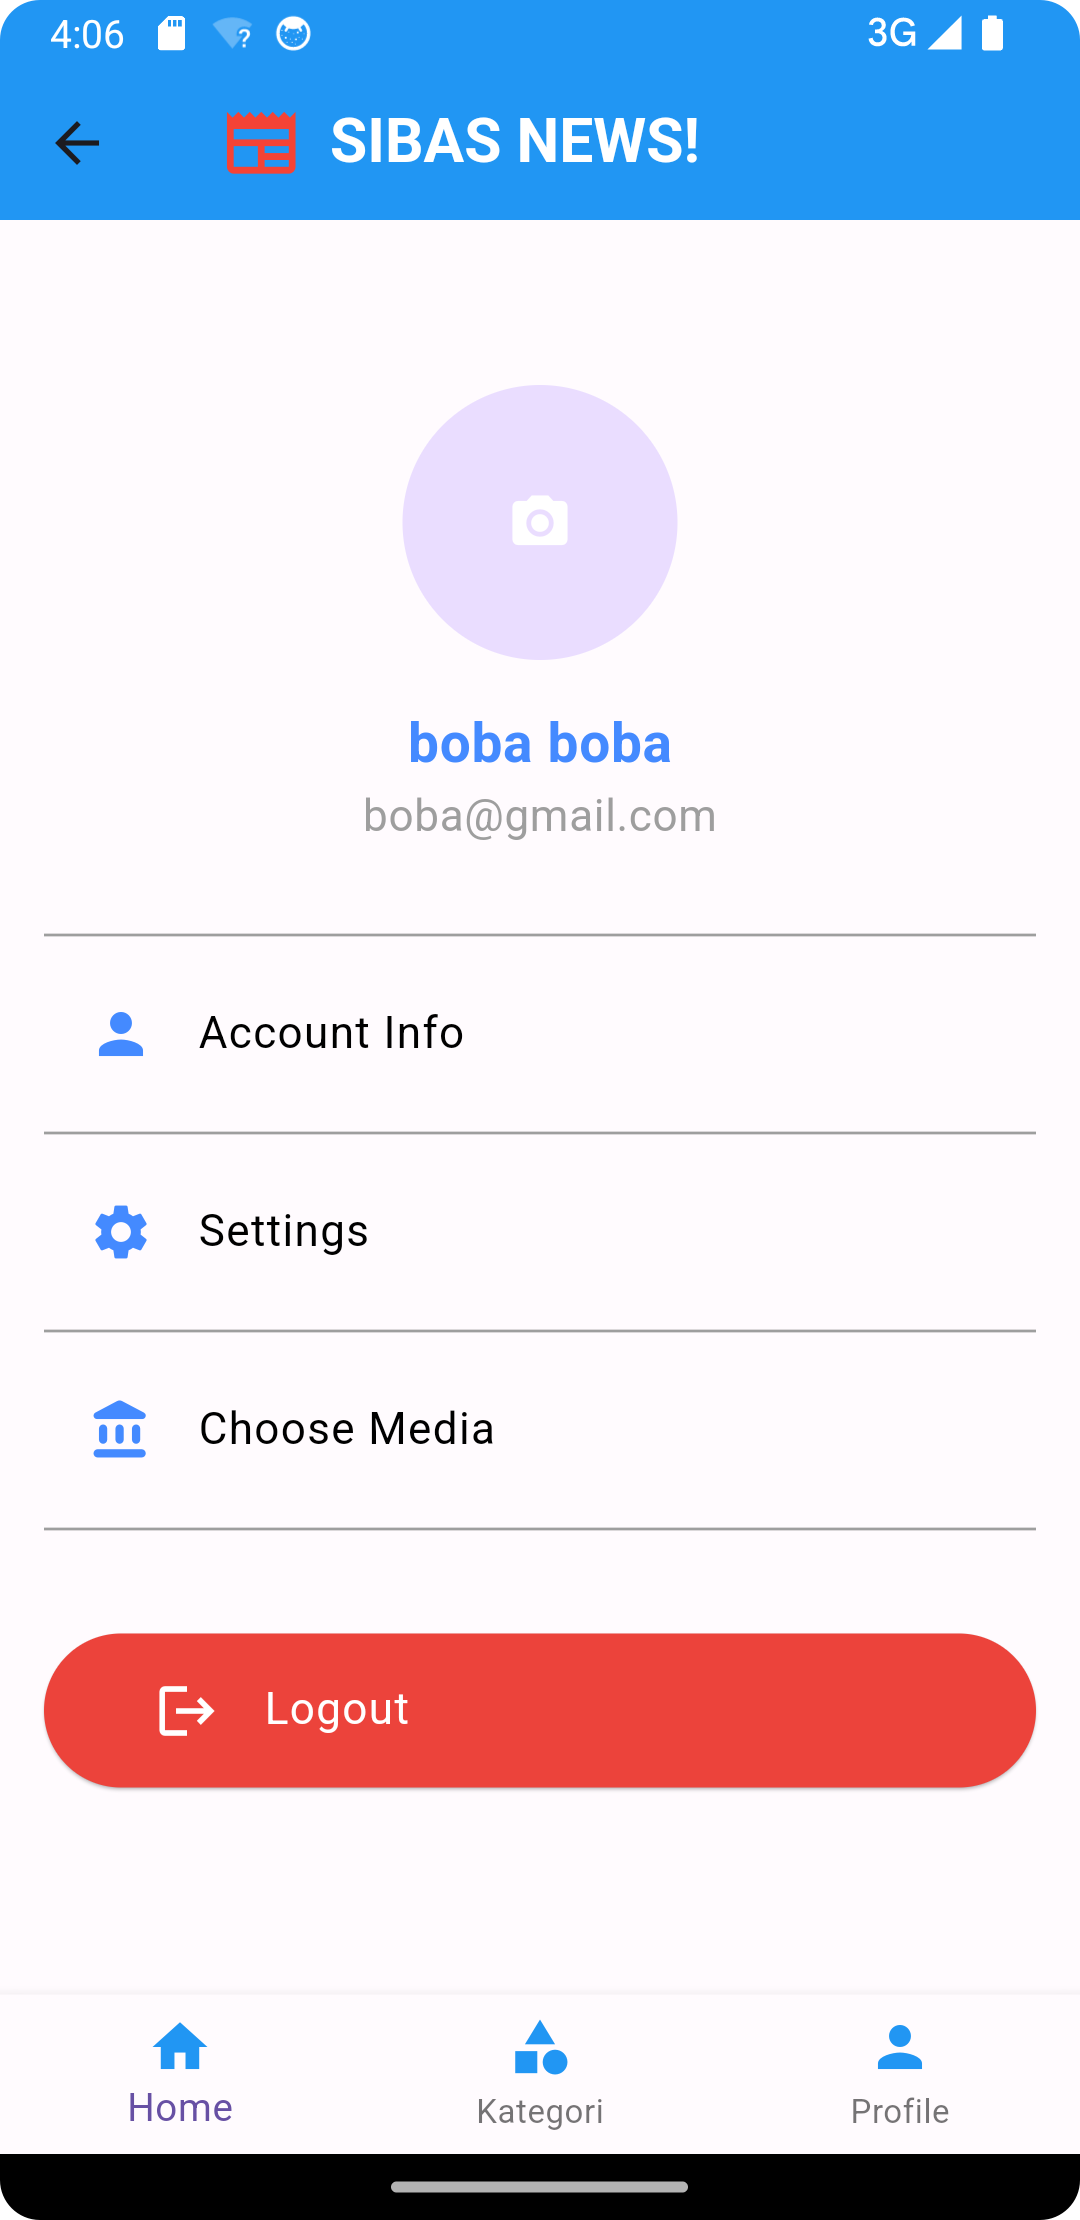 4:06
3G
SIBAS NEWS!
boba boba
boba@gmail.com
Account Info
Settings
Choose Media
Logout
Home
Kategori
Profile